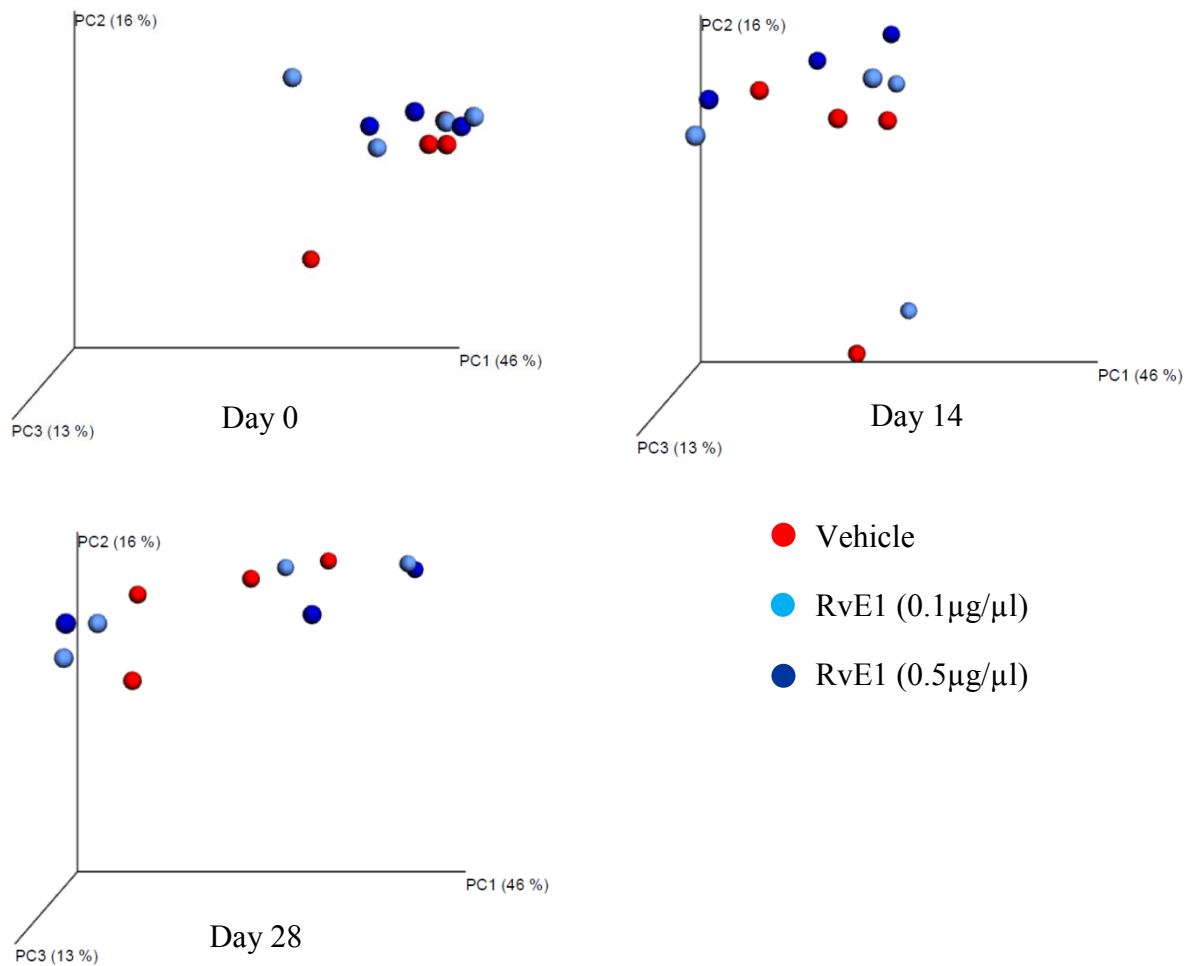 PC2 (16 %)
PC1 (46 %)
PC3 (13 %)
Day 0
PC2 (16 %)
PC1 (46 %)
PC3 (13 %)
Day 14
PC2 (16 %)
PC1 (46 %)
PC3 (13 %)
Day 28
Vehicle
RvE1 (0.1µg/µl)
RvE1 (0.5µg/µl)